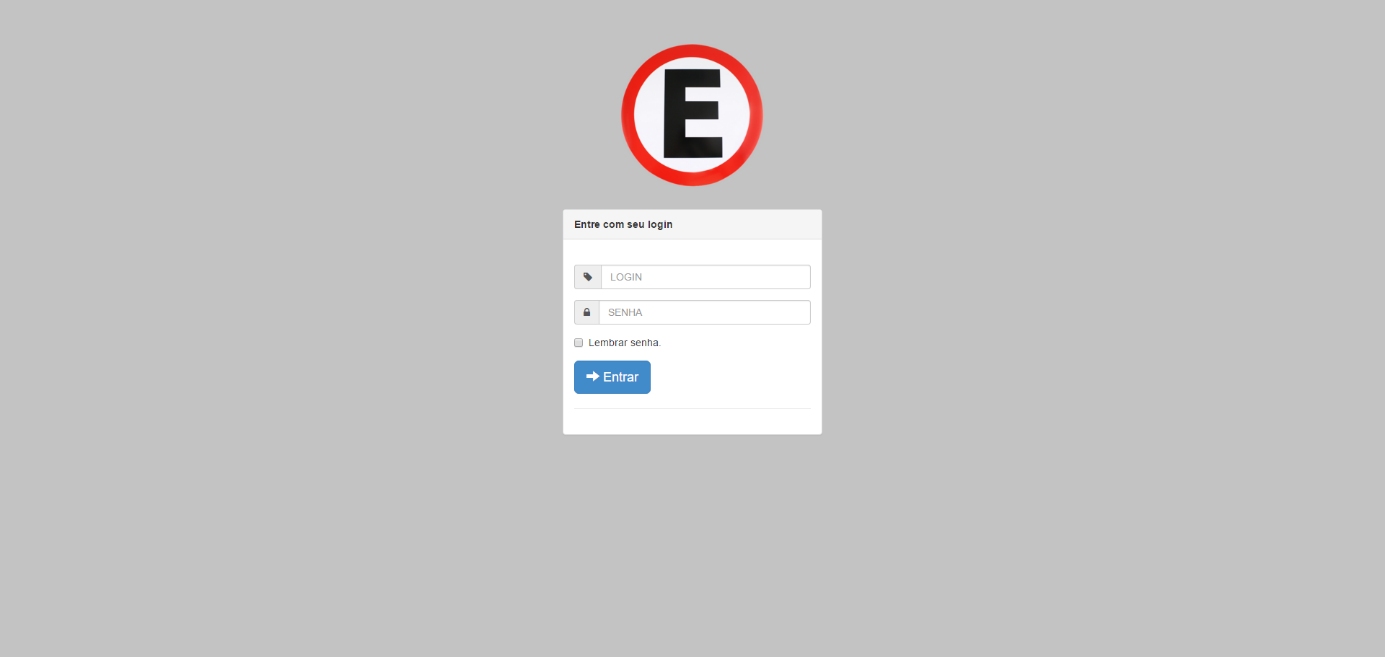 E
Entre com seu login
LOGIN
SENHA
Lembrar senha.
Entrar